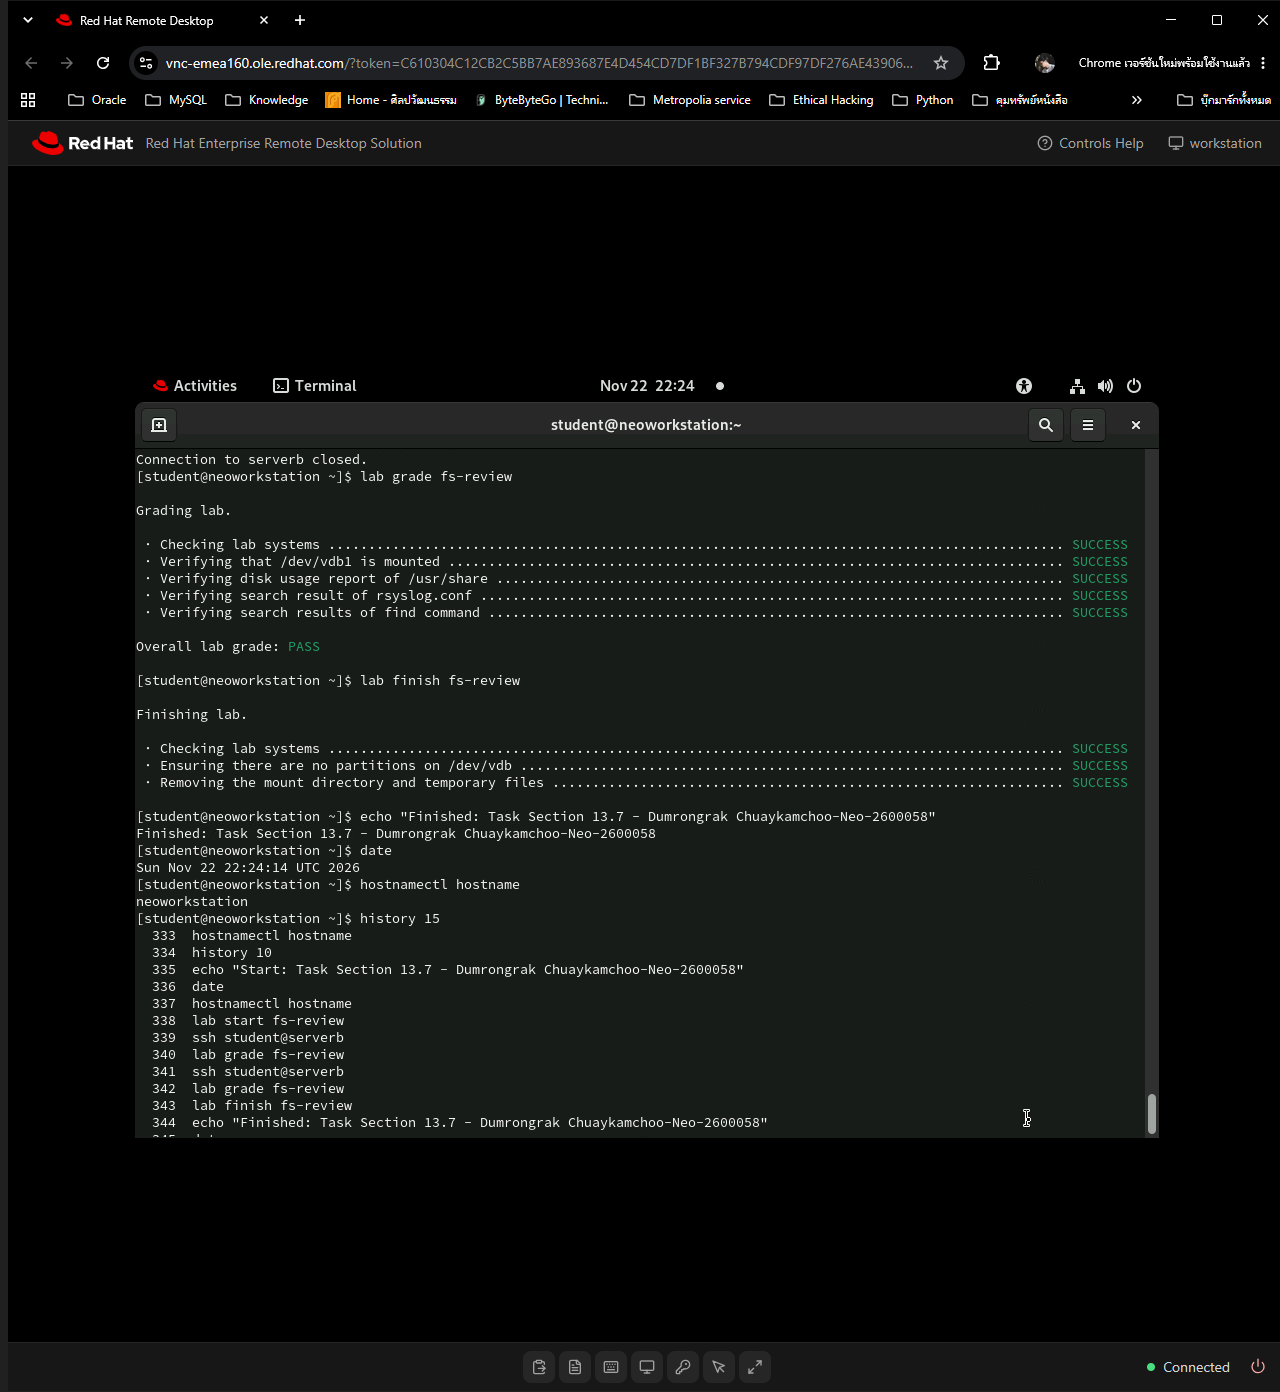 Red Hat Remote Desktop
vnc-emea160.ole.redhat.com/?token=C610304C12CB2C5BB7AE893687E4D454CD7DF1BF327B794CDF97DF276AE43906...
Chrome เวอร์ชันใหม่พร้อมใช้งานแล้ว
Oracle MySQL Knowledge Home - ศิลปวัฒนธรรม ByteByteGo | Techni... Metropolia service Ethical Hacking Python ขุมทรัพย์หนังสือ » บุ๊กมาร์กทั้งหมด
Red Hat Red Hat Enterprise Remote Desktop Solution Controls Help workstation
Activities Terminal Nov 22 22:24
student@neoworkstation:~
Connection to serverb closed.
[student@neoworkstation ~]$ lab grade fs-review
Grading lab.
· Checking lab systems ............................................................................................ SUCCESS
· Verifying that /dev/vdb1 is mounted ............................................................................. SUCCESS
· Verifying disk usage report of /usr/share ....................................................................... SUCCESS
· Verifying search result of rsyslog.conf ......................................................................... SUCCESS
· Verifying search results of find command ........................................................................ SUCCESS
Overall lab grade: PASS
[student@neoworkstation ~]$ lab finish fs-review
Finishing lab.
· Checking lab systems ............................................................................................ SUCCESS
· Ensuring there are no partitions on /dev/vdb .................................................................... SUCCESS
· Removing the mount directory and temporary files ................................................................ SUCCESS
[student@neoworkstation ~]$ echo "Finished: Task Section 13.7 - Dumrongrak Chuaykamchoo-Neo-2600058"
Finished: Task Section 13.7 - Dumrongrak Chuaykamchoo-Neo-2600058
[student@neoworkstation ~]$ date
Sun Nov 22 22:24:14 UTC 2026
[student@neoworkstation ~]$ hostnamectl hostname
neoworkstation
[student@neoworkstation ~]$ history 15
333 hostnamectl hostname
334 history 10
335 echo "Start: Task Section 13.7 - Dumrongrak Chuaykamchoo-Neo-2600058"
336 date
337 hostnamectl hostname
338 lab start fs-review
339 ssh student@serverb
340 lab grade fs-review
341 ssh student@serverb
342 lab grade fs-review
343 lab finish fs-review
344 echo "Finished: Task Section 13.7 - Dumrongrak Chuaykamchoo-Neo-2600058"
Connected